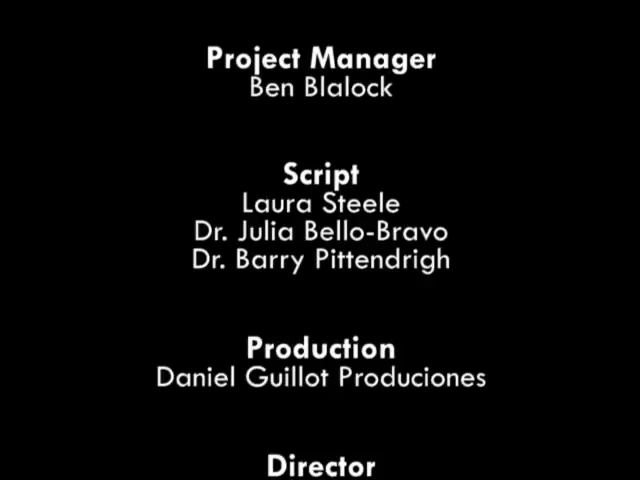 Project Manager
Ben Blalock
Script
Laura Steele
Dr. Julia Bello-Bravo
Dr. Barry Pittendrigh
Production
Daniel Guillot Produciones
Director